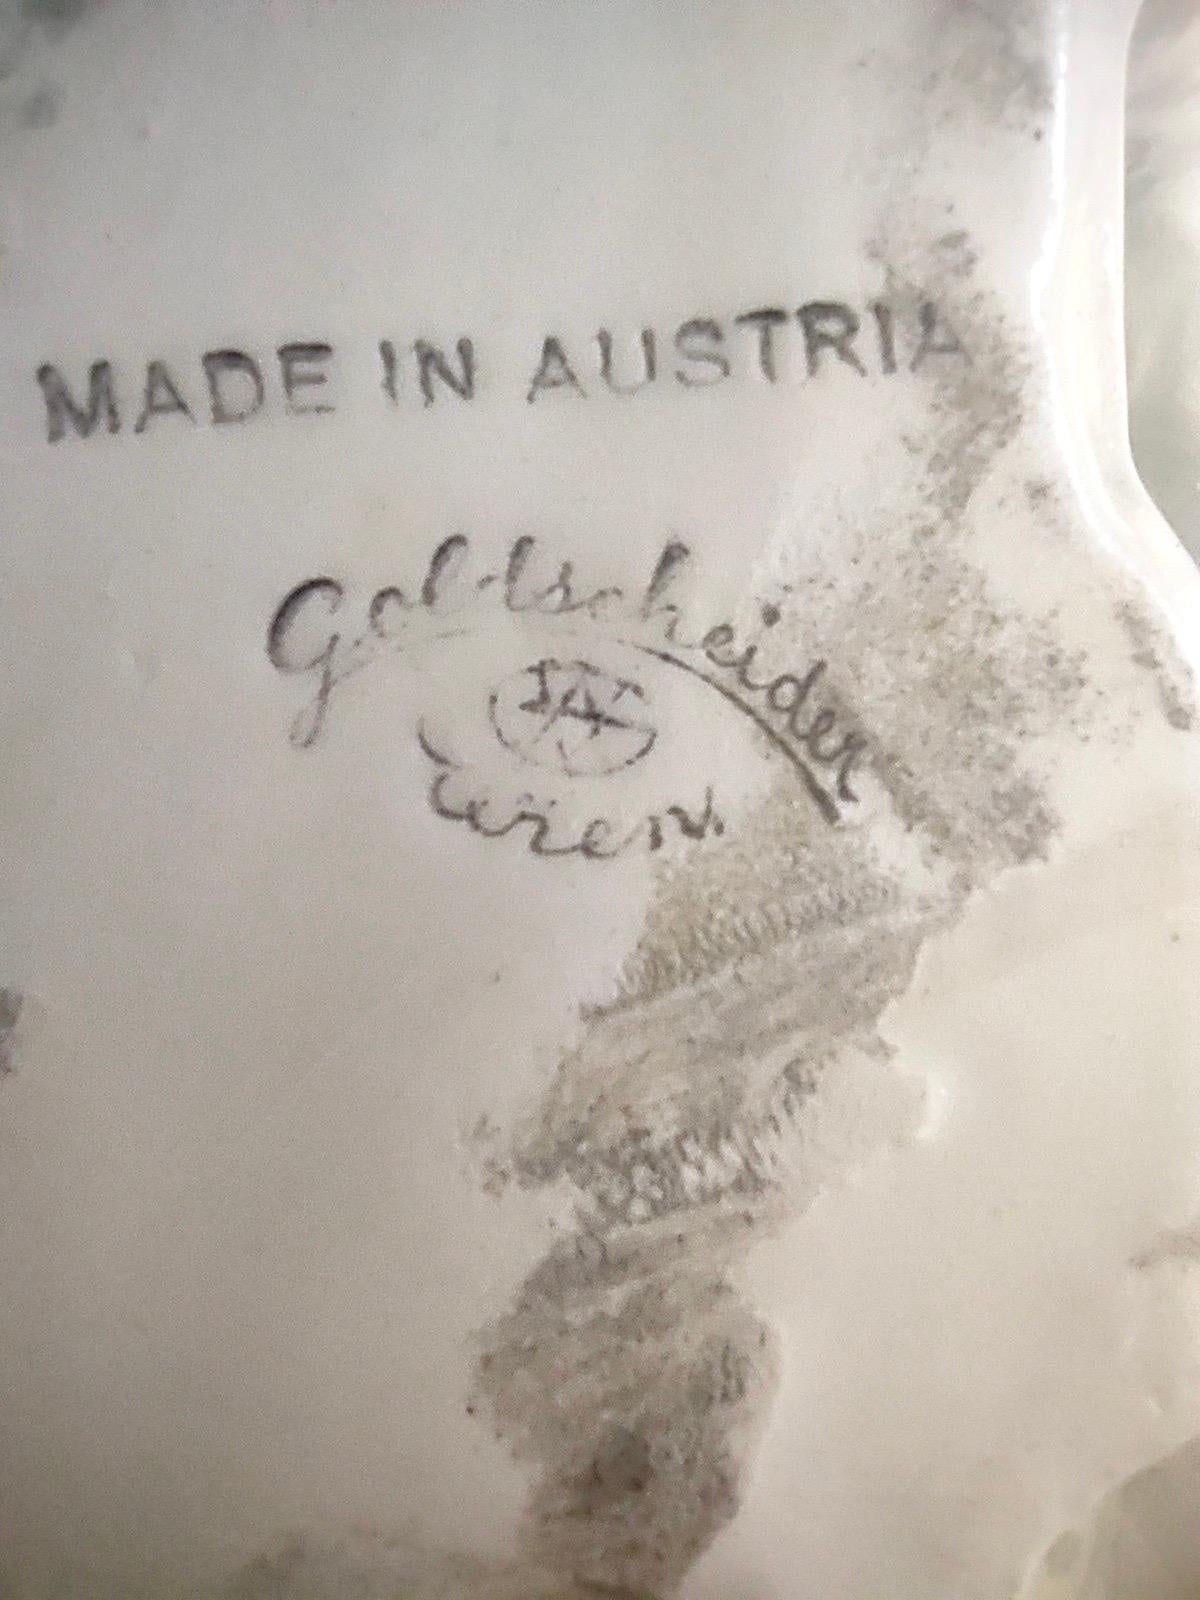 MADE IN AUSTRIA
Goldscheider
Wien.